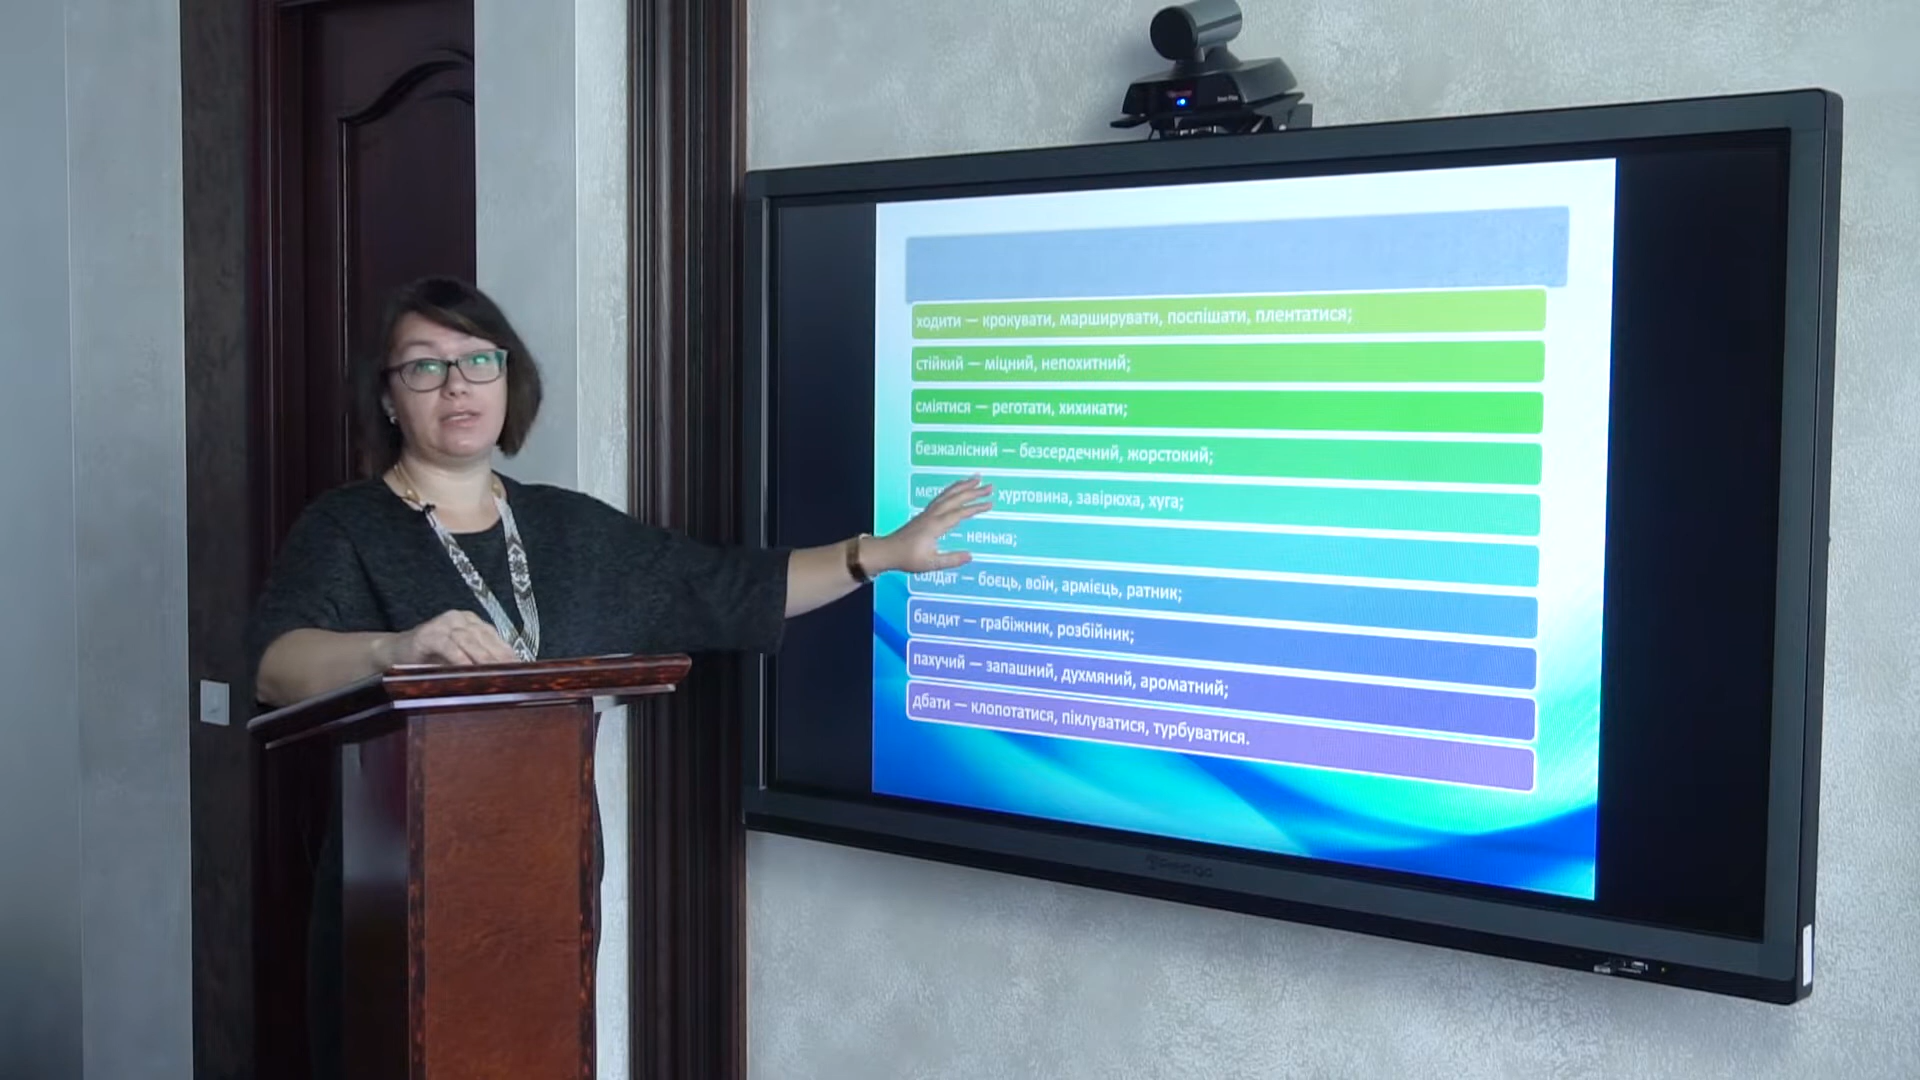 ходити — крокувати, марширувати, поспішати, плентатися;
стійкий — міцний, непохитний;
сміятися — реготати, хихикати;
безжалісний — безсердечний, жорстокий;
хуртовина, завірюха, хуга;
— ненька;
солдат — боєць, воїн, армієць, ратник;
бандит — грабіжник, розбійник;
пахучий — запашний, духмяний, ароматний;
дбати — клопотатися, піклуватися, турбуватися.